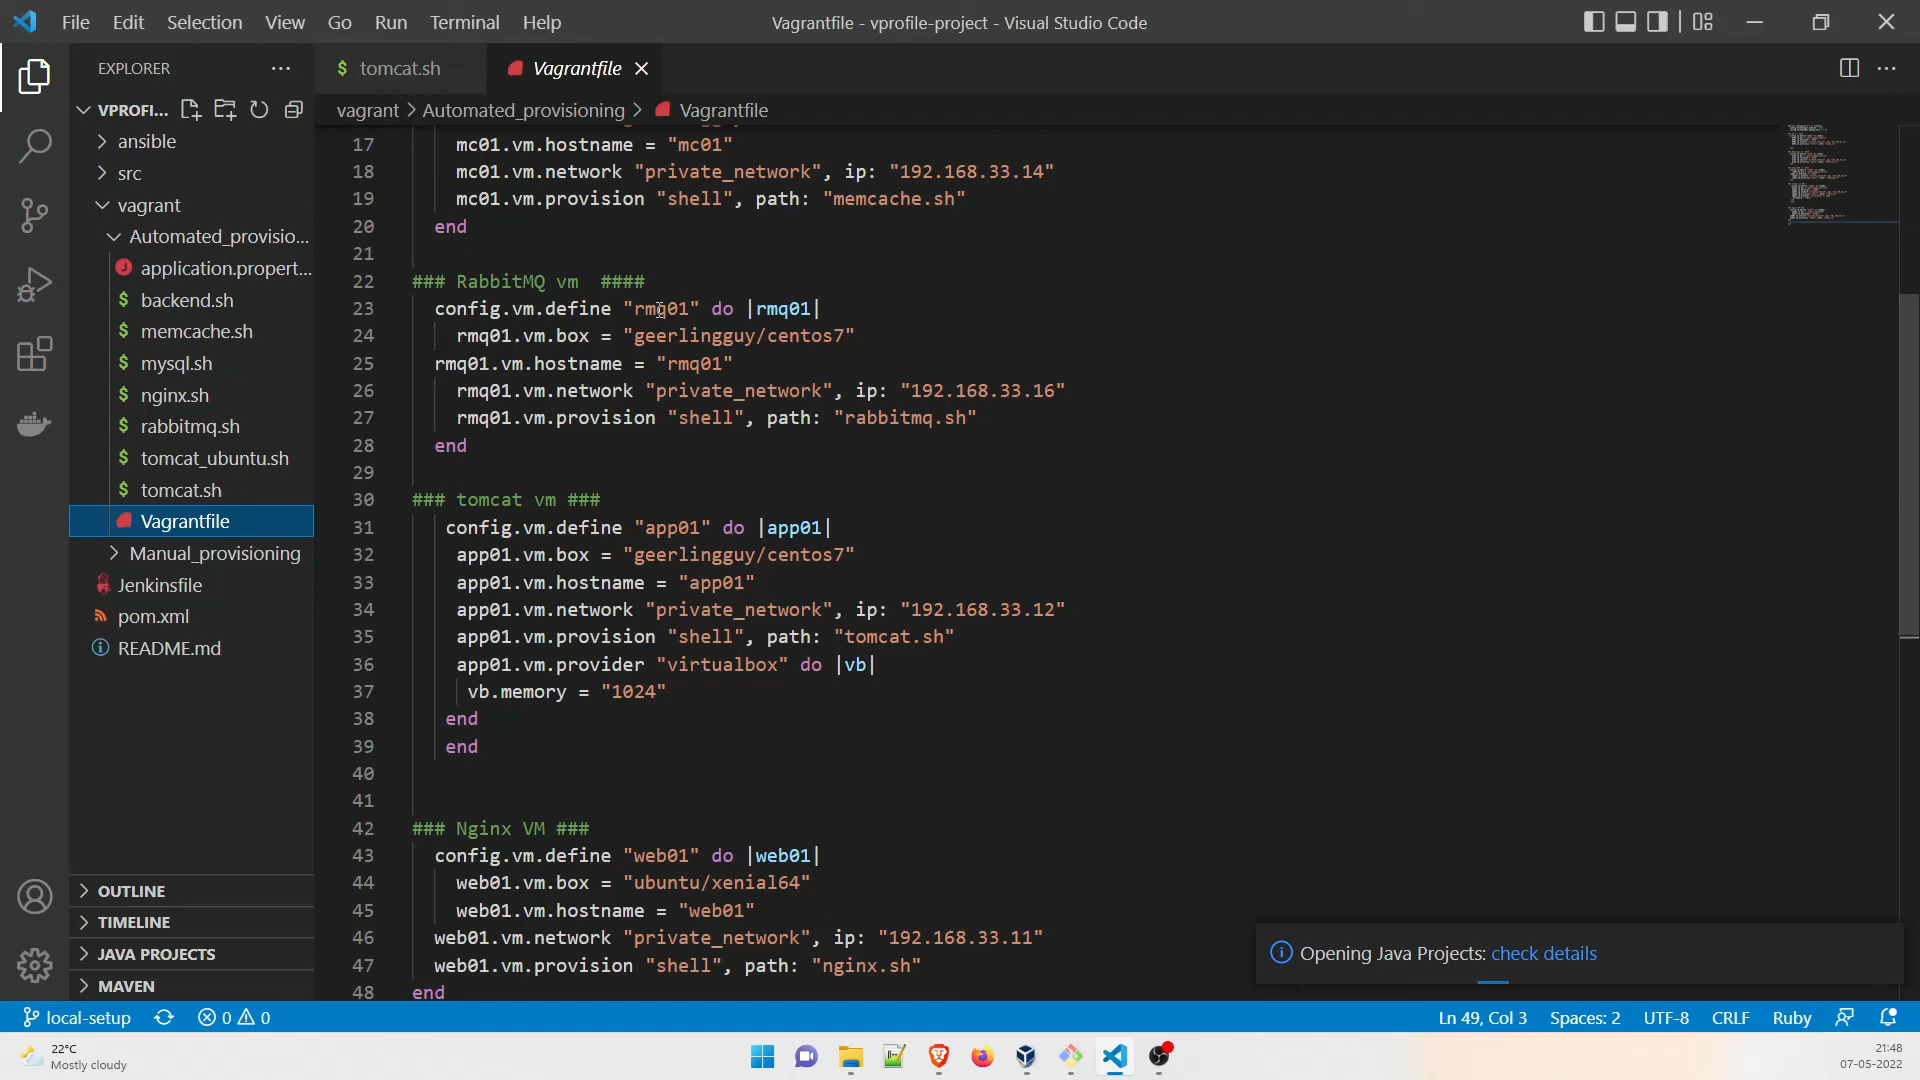 File Edit Selection View Go Run Terminal Help
Vagrantfile - vprofile-project - Visual Studio Code
EXPLORER
$ tomcat.sh
Vagrantfile
VPROFI...
vagrant > Automated_provisioning > Vagrantfile
ansible
src
vagrant
Automated_provisio...
application.propert...
$ backend.sh
$ memcache.sh
$ mysql.sh
$ nginx.sh
$ rabbitmq.sh
$ tomcat_ubuntu.sh
$ tomcat.sh
Vagrantfile
Manual_provisioning
Jenkinsfile
pom.xml
README.md
OUTLINE
TIMELINE
JAVA PROJECTS
MAVEN
17 mc01.vm.hostname = "mc01"
18 mc01.vm.network "private_network", ip: "192.168.33.14"
19 mc01.vm.provision "shell", path: "memcache.sh"
20 end
21
22 ### RabbitMQ vm ####
23 config.vm.define "rmq01" do |rmq01|
24 rmq01.vm.box = "geerlingguy/centos7"
25 rmq01.vm.hostname = "rmq01"
26 rmq01.vm.network "private_network", ip: "192.168.33.16"
27 rmq01.vm.provision "shell", path: "rabbitmq.sh"
28 end
29
30 ### tomcat vm ###
31 config.vm.define "app01" do |app01|
32 app01.vm.box = "geerlingguy/centos7"
33 app01.vm.hostname = "app01"
34 app01.vm.network "private_network", ip: "192.168.33.12"
35 app01.vm.provision "shell", path: "tomcat.sh"
36 app01.vm.provider "virtualbox" do |vb|
37 vb.memory = "1024"
38 end
39 end
40
41
42 ### Nginx VM ###
43 config.vm.define "web01" do |web01|
44 web01.vm.box = "ubuntu/xenial64"
45 web01.vm.hostname = "web01"
46 web01.vm.network "private_network", ip: "192.168.33.11"
47 web01.vm.provision "shell", path: "nginx.sh"
48 end
Opening Java Projects: check details
local-setup 0 0
Ln 49, Col 3 Spaces: 2 UTF-8 CRLF Ruby
22°C
Mostly cloudy
21:48
07-05-2022